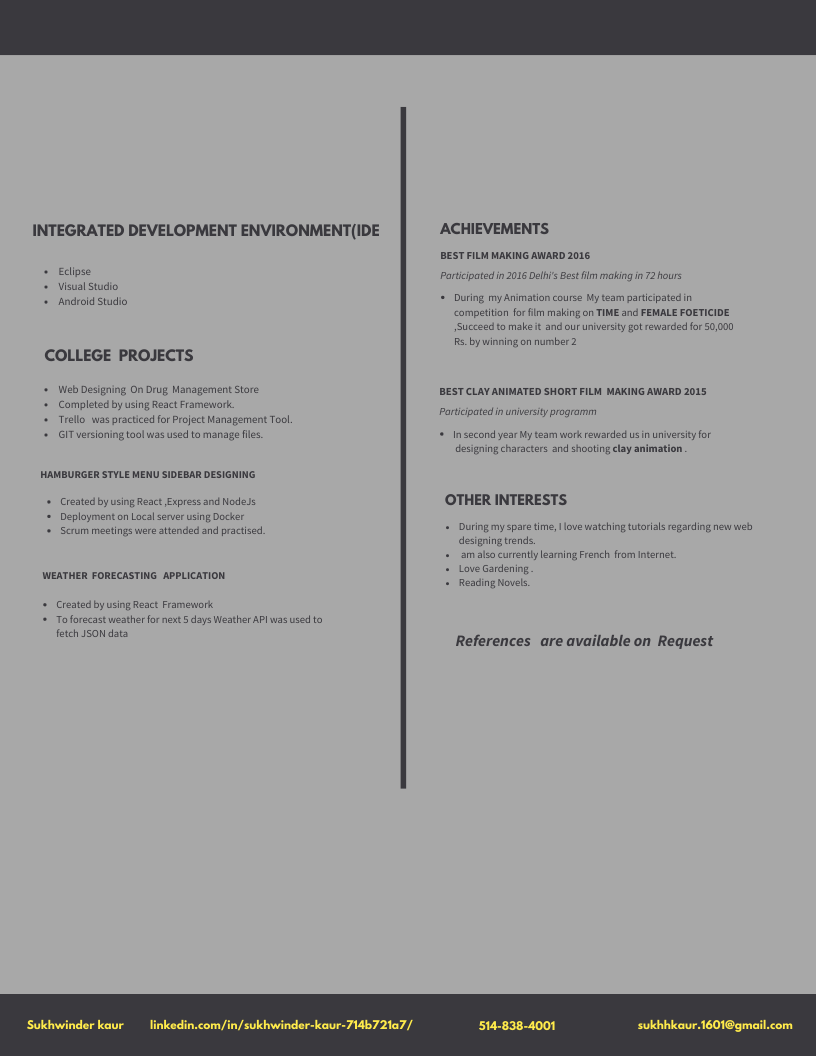 INTEGRATED DEVELOPMENT ENVIRONMENT(IDE
• Eclipse
• Visual Studio
• Android Studio
COLLEGE PROJECTS
• Web Designing On Drug Management Store
• Completed by using React Framework.
• Trello was practiced for Project Management Tool.
• GIT versioning tool was used to manage files.
HAMBURGER STYLE MENU SIDEBAR DESIGNING
• Created by using React ,Express and NodeJs
• Deployment on Local server using Docker
• Scrum meetings were attended and practised.
WEATHER FORECASTING APPLICATION
• Created by using React Framework
• To forecast weather for next 5 days Weather API was used to
fetch JSON data
ACHIEVEMENTS
BEST FILM MAKING AWARD 2016
Participated in 2016 Delhi's Best film making in 72 hours
• During my Animation course My team participated in
competition for film making on TIME and FEMALE FOETICIDE
,Succeed to make it and our university got rewarded for 50,000
Rs. by winning on number 2
BEST CLAY ANIMATED SHORT FILM MAKING AWARD 2015
Participated in university programm
• In second year My team work rewarded us in university for
designing characters and shooting clay animation .
OTHER INTERESTS
• During my spare time, I love watching tutorials regarding new web
designing trends.
• am also currently learning French from Internet.
• Love Gardening .
• Reading Novels.
References are available on Request
Sukhwinder kaur linkedin.com/in/sukhwinder-kaur-714b721a7/ 514-838-4001 sukhhkaur.1601@gmail.com